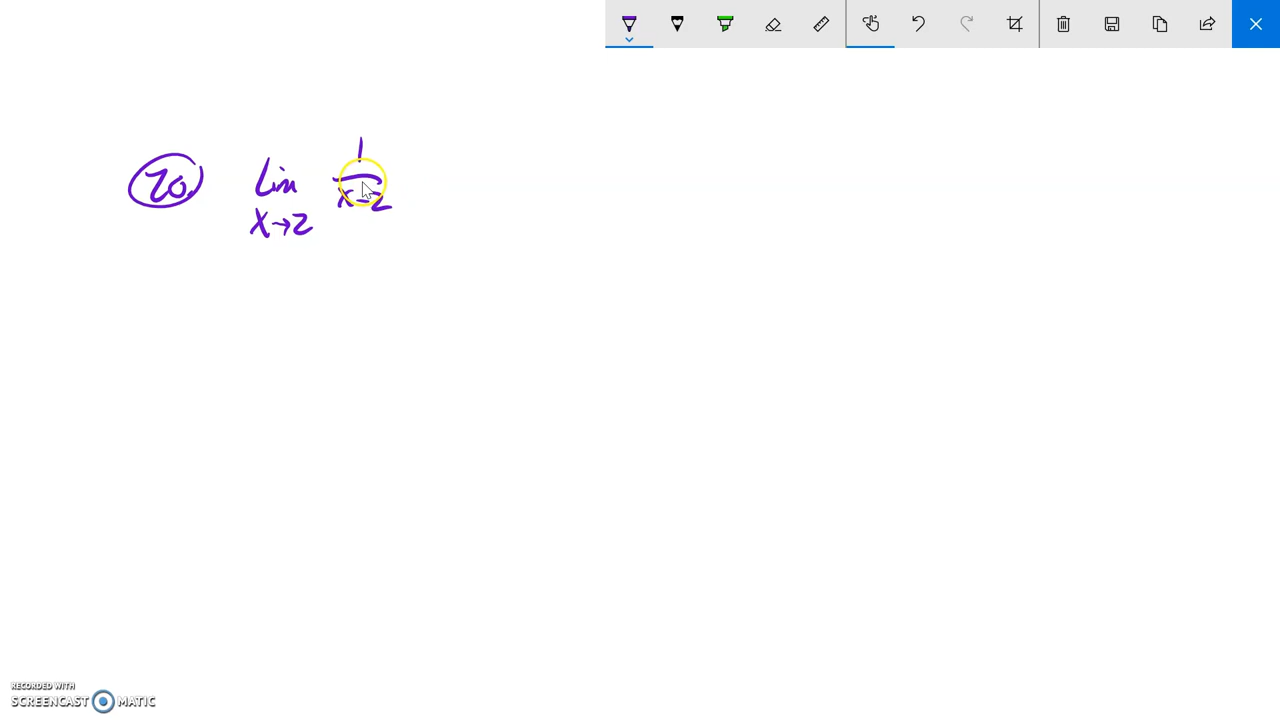 20. Lim 1/(x-2)
x→2
RECORDED WITH
SCREENCAST MATIC